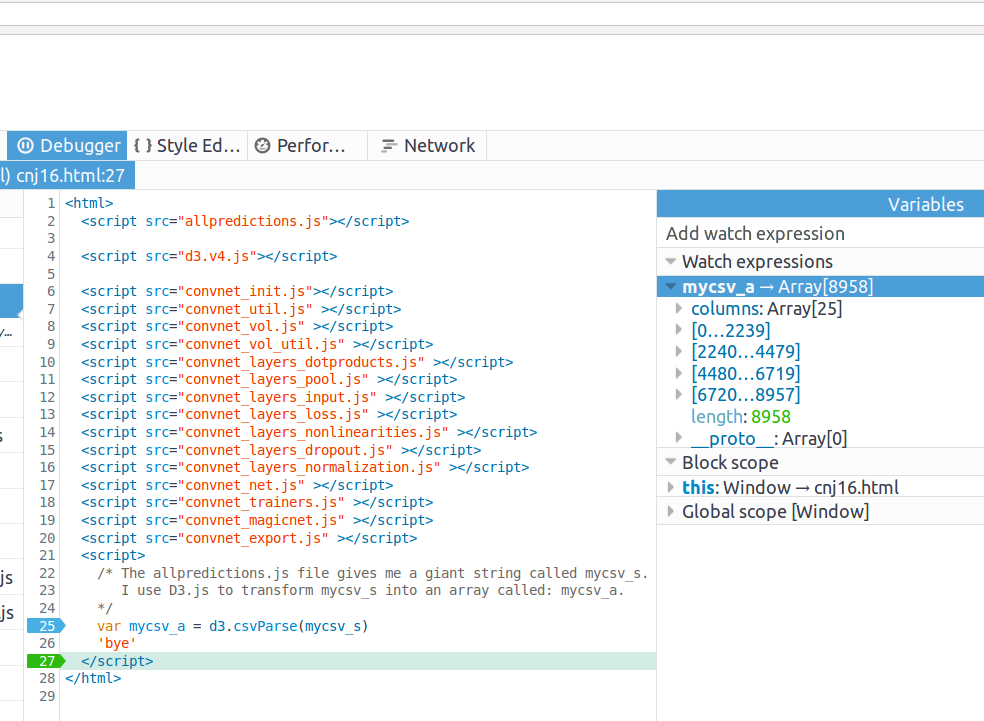 Debugger { } Style Ed… Perfor… Network
l) cnj16.html:27
Variables
Add watch expression
Watch expressions
mycsv_a → Array[8958]
columns: Array[25]
[0…2239]
[2240…4479]
[4480…6719]
[6720…8957]
length: 8958
__proto__: Array[0]
Block scope
this: Window → cnj16.html
Global scope [Window]
y…
s
js
js
1 <html>
2 <script src="allpredictions.js"></script>
3
4 <script src="d3.v4.js"></script>
5
6 <script src="convnet_init.js"></script>
7 <script src="convnet_util.js" ></script>
8 <script src="convnet_vol.js" ></script>
9 <script src="convnet_vol_util.js" ></script>
10 <script src="convnet_layers_dotproducts.js" ></script>
11 <script src="convnet_layers_pool.js" ></script>
12 <script src="convnet_layers_input.js" ></script>
13 <script src="convnet_layers_loss.js" ></script>
14 <script src="convnet_layers_nonlinearities.js" ></script>
15 <script src="convnet_layers_dropout.js" ></script>
16 <script src="convnet_layers_normalization.js" ></script>
17 <script src="convnet_net.js" ></script>
18 <script src="convnet_trainers.js" ></script>
19 <script src="convnet_magicnet.js" ></script>
20 <script src="convnet_export.js" ></script>
21 <script>
22 /* The allpredictions.js file gives me a giant string called mycsv_s.
23 I use D3.js to transform mycsv_s into an array called: mycsv_a.
24 */
25 var mycsv_a = d3.csvParse(mycsv_s)
26 'bye'
27 </script>
28 </html>
29